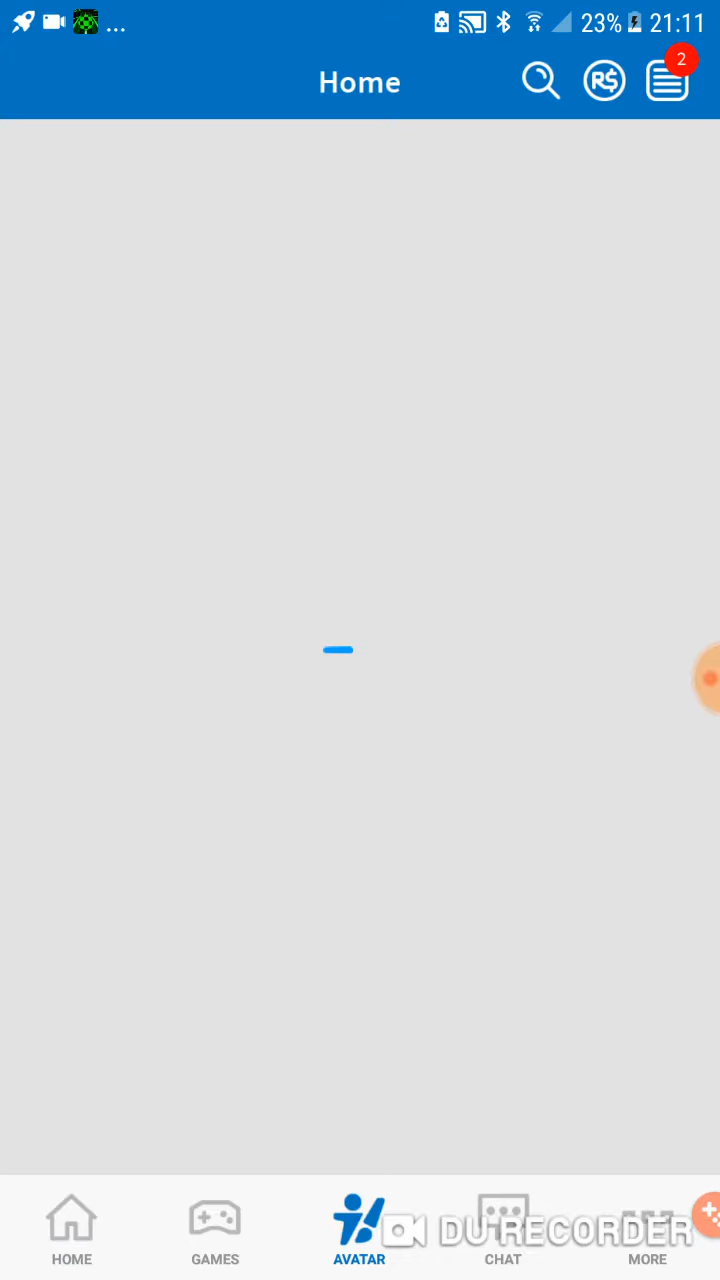 ... 23% 21:11
Home
R$
2
HOME GAMES AVATAR CHAT MORE
DU RECORDER